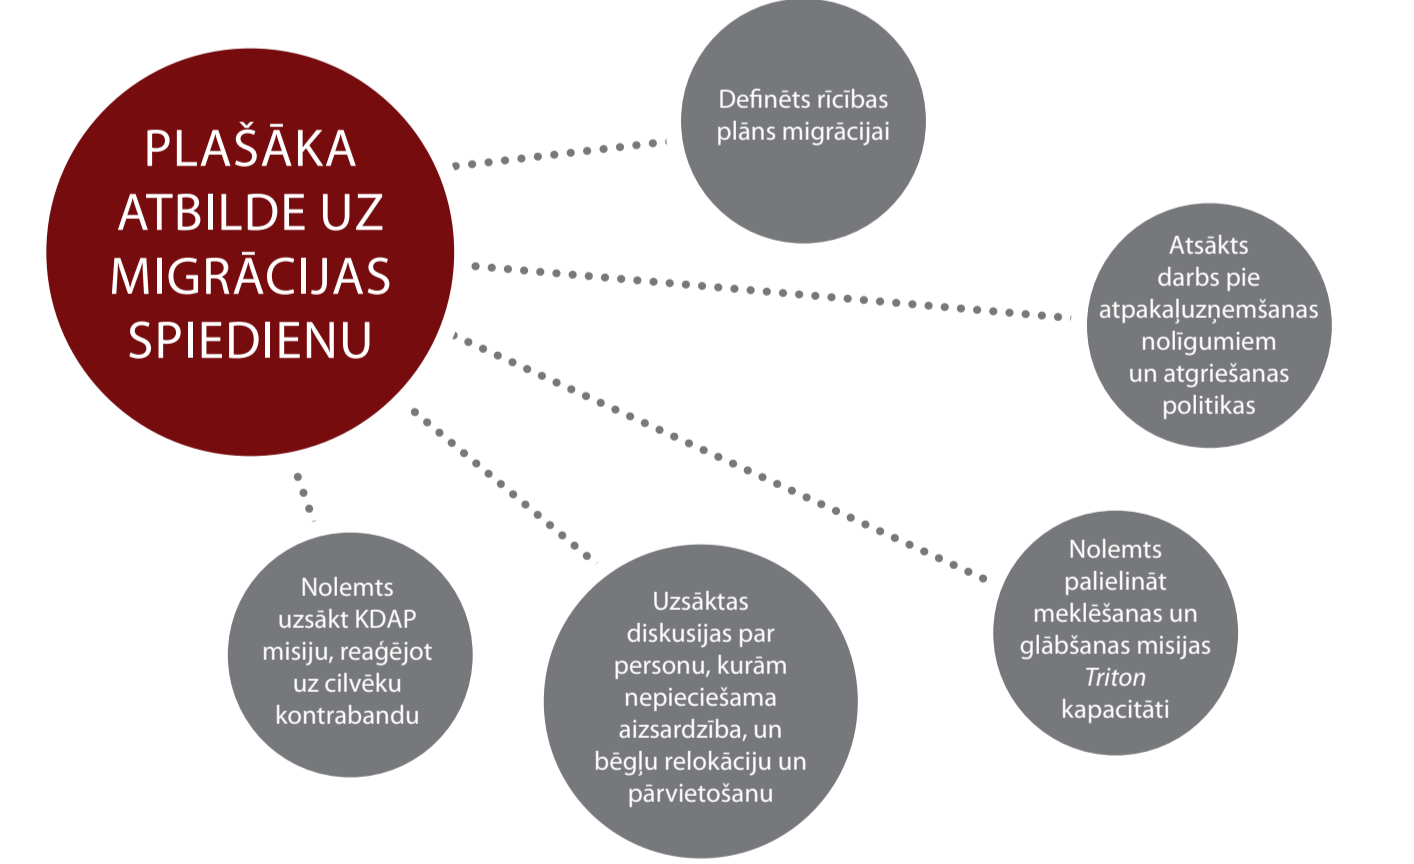 PLAŠĀKA
ATBILDE UZ
MIGRĀCIJAS
SPIEDIENU
Definēts rīcības
plāns migrācijai
Atsākts
darbs pie
atpakaļuzņemšanas
nolīgumiem
un atgriešanas
politikas
Nolemts
palielināt
meklēšanas un
glābšanas misijas
Triton
kapacitāti
Uzsāktas
diskusijas par
personu, kurām
nepieciešama
aizsardzība, un
bēgļu relokāciju un
pārvietošanu
Nolemts
uzsākt KDAP
misiju, reaģējot
uz cilvēku
kontrabandu